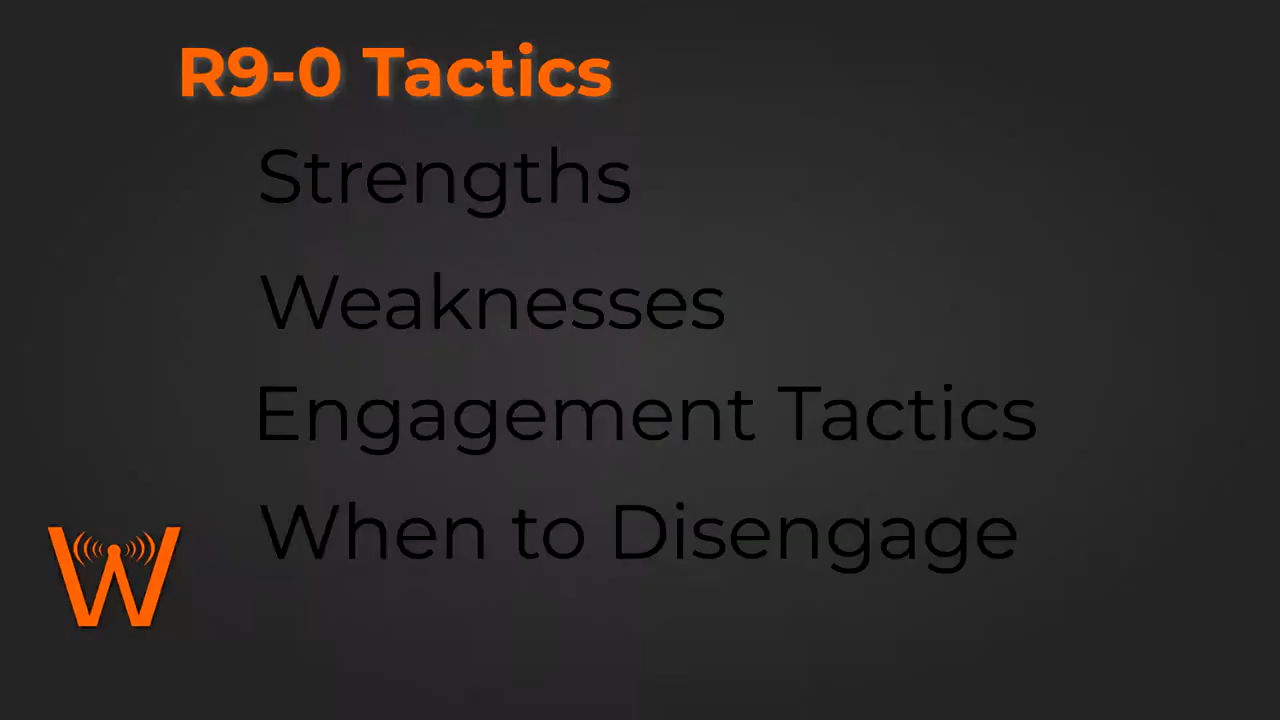 R9-0 Tactics
Strengths
Weaknesses
Engagement Tactics
When to Disengage
W